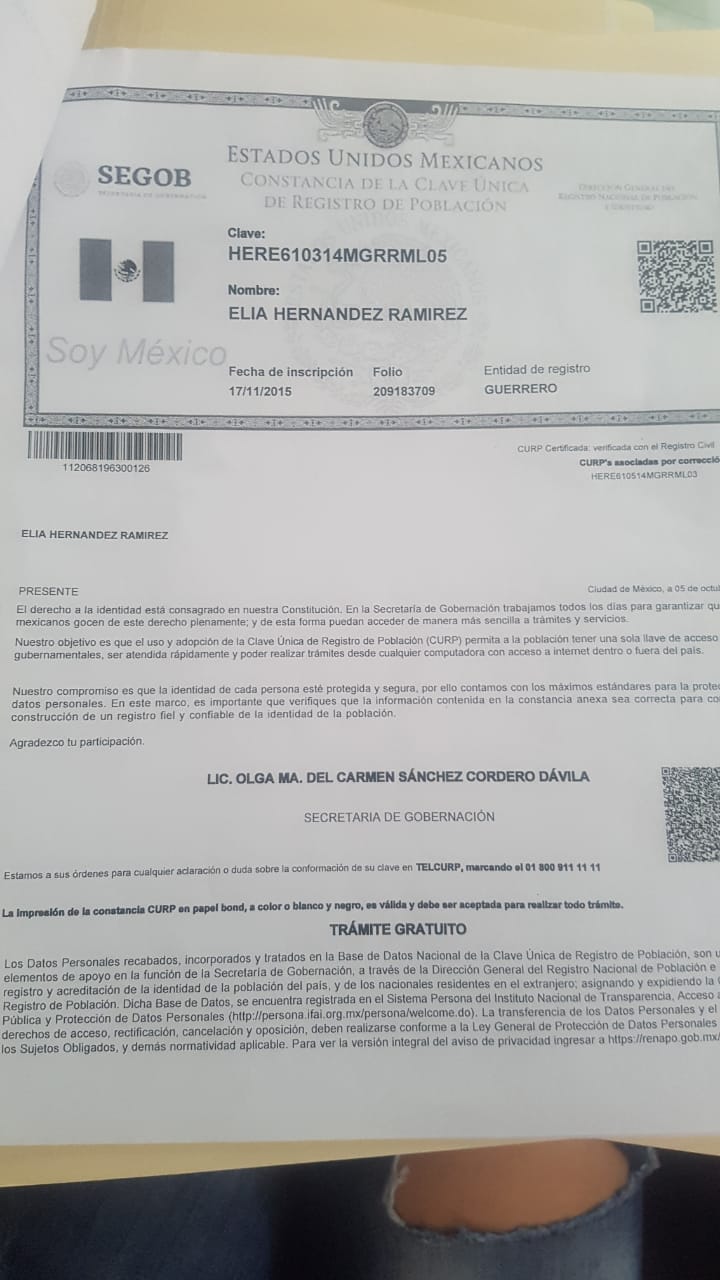 ESTADOS UNIDOS MEXICANOS
SEGOB
SECRETARÍA DE GOBERNACIÓN
CONSTANCIA DE LA CLAVE ÚNICA
DE REGISTRO DE POBLACIÓN
DIRECCIÓN GENERAL DEL
REGISTRO NACIONAL DE POBLACIÓN
E IDENTIDAD
Clave:
HERE610314MGRRML05
Nombre:
ELIA HERNANDEZ RAMIREZ
Soy México
Fecha de inscripción Folio Entidad de registro
17/11/2015 209183709 GUERRERO
112068196300126
CURP Certificada: verificada con el Registro Civil
CURP's asociadas por correcció
HERE610514MGRRML03
ELIA HERNANDEZ RAMIREZ
PRESENTE
Ciudad de México, a 05 de octu
El derecho a la identidad está consagrado en nuestra Constitución. En la Secretaría de Gobernación trabajamos todos los días para garantizar qu
mexicanos gocen de este derecho plenamente; y de esta forma puedan acceder de manera más sencilla a trámites y servicios.
Nuestro objetivo es que el uso y adopción de la Clave Única de Registro de Población (CURP) permita a la población tener una sola llave de acceso
gubernamentales, ser atendida rápidamente y poder realizar trámites desde cualquier computadora con acceso a internet dentro o fuera del país.
Nuestro compromiso es que la identidad de cada persona esté protegida y segura, por ello contamos con los máximos estándares para la prote
datos personales. En este marco, es importante que verifiques que la información contenida en la constancia anexa sea correcta para co
construcción de un registro fiel y confiable de la identidad de la población.
Agradezco tu participación.
LIC. OLGA MA. DEL CARMEN SÁNCHEZ CORDERO DÁVILA
SECRETARIA DE GOBERNACIÓN
Estamos a sus órdenes para cualquier aclaración o duda sobre la conformación de su clave en TELCURP, marcando el 01 800 911 11 11
La impresión de la constancia CURP en papel bond, a color o blanco y negro, es válida y debe ser aceptada para realizar todo trámite.
TRÁMITE GRATUITO
Los Datos Personales recabados, incorporados y tratados en la Base de Datos Nacional de la Clave Única de Registro de Población, son u
elementos de apoyo en la función de la Secretaría de Gobernación, a través de la Dirección General del Registro Nacional de Población e
registro y acreditación de la identidad de la población del país, y de los nacionales residentes en el extranjero; asignando y expidiendo la
Registro de Población. Dicha Base de Datos, se encuentra registrada en el Sistema Persona del Instituto Nacional de Transparencia, Acceso a
Pública y Protección de Datos Personales (http://persona.ifai.org.mx/persona/welcome.do). La transferencia de los Datos Personales y el
derechos de acceso, rectificación, cancelación y oposición, deben realizarse conforme a la Ley General de Protección de Datos Personales
los Sujetos Obligados, y demás normatividad aplicable. Para ver la versión integral del aviso de privacidad ingresar a https://renapo.gob.mx/